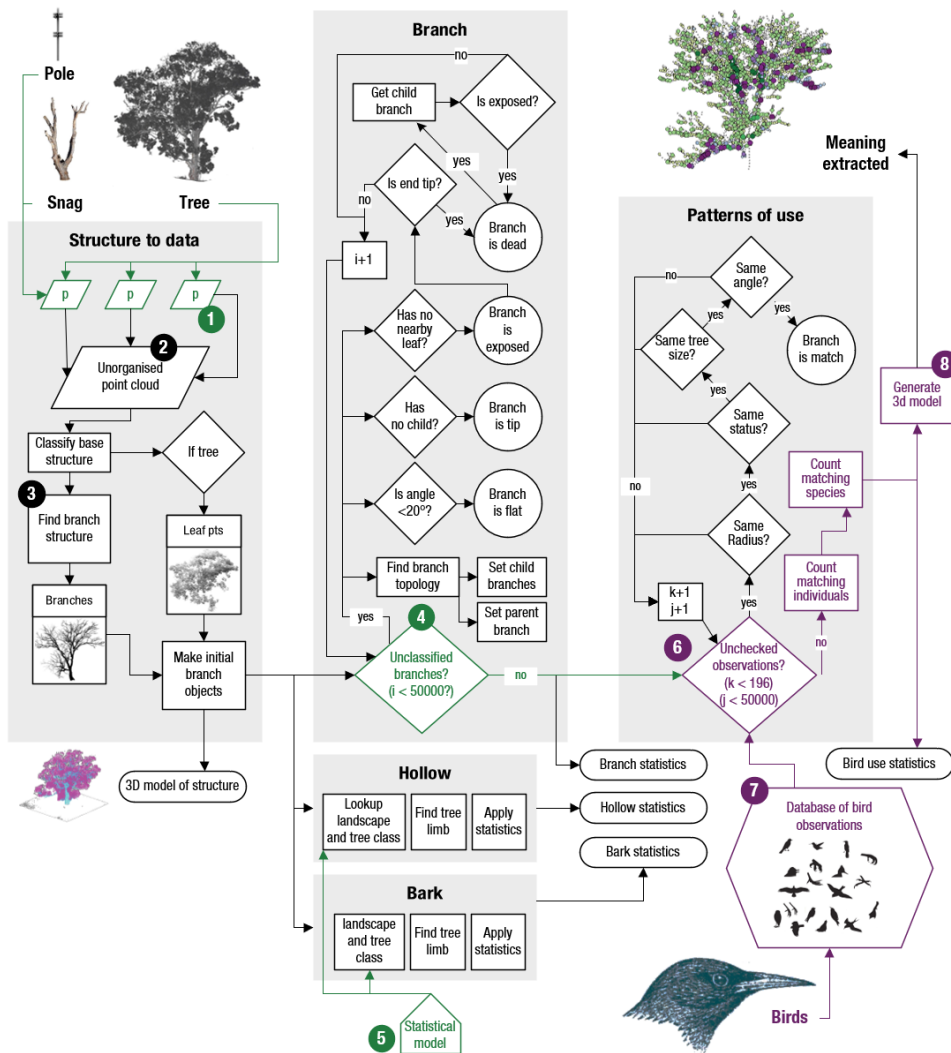 Pole
Snag
Tree
Structure to data
p
p
p
1
2
Unorganised
point cloud
Classify base
structure
If tree
3
Find branch
structure
Leaf pts
Branches
Make initial
branch
objects
3D model of structure
Branch
no
Get child
branch
Is exposed?
yes
yes
Is end tip?
no
yes
Branch
is dead
i+1
Has no
nearby
leaf?
Branch
is
exposed
Has
no child?
Branch
is tip
Is angle
<20º?
Branch
is flat
Find branch
topology
Set child
branches
Set parent
branch
yes
4
Unclassified
branches?
(i < 50000?)
no
Hollow
Lookup
landscape
and tree class
Find tree
limb
Apply
statistics
Bark
landscape
and tree
class
Find tree
limb
Apply
statistics
5
Statistical
model
Meaning
extracted
Patterns of use
no
Same
angle?
yes
yes
Same tree
size?
Branch
is match
yes
Same
status?
no
yes
Same
Radius?
k+1
j+1
yes
6
Unchecked
observations?
(k < 196)
(j < 50000)
no
Count
matching
individuals
Count
matching
species
8
Generate
3d model
Branch statistics
Bird use statistics
Hollow statistics
Bark statistics
7
Database of bird
observations
Birds